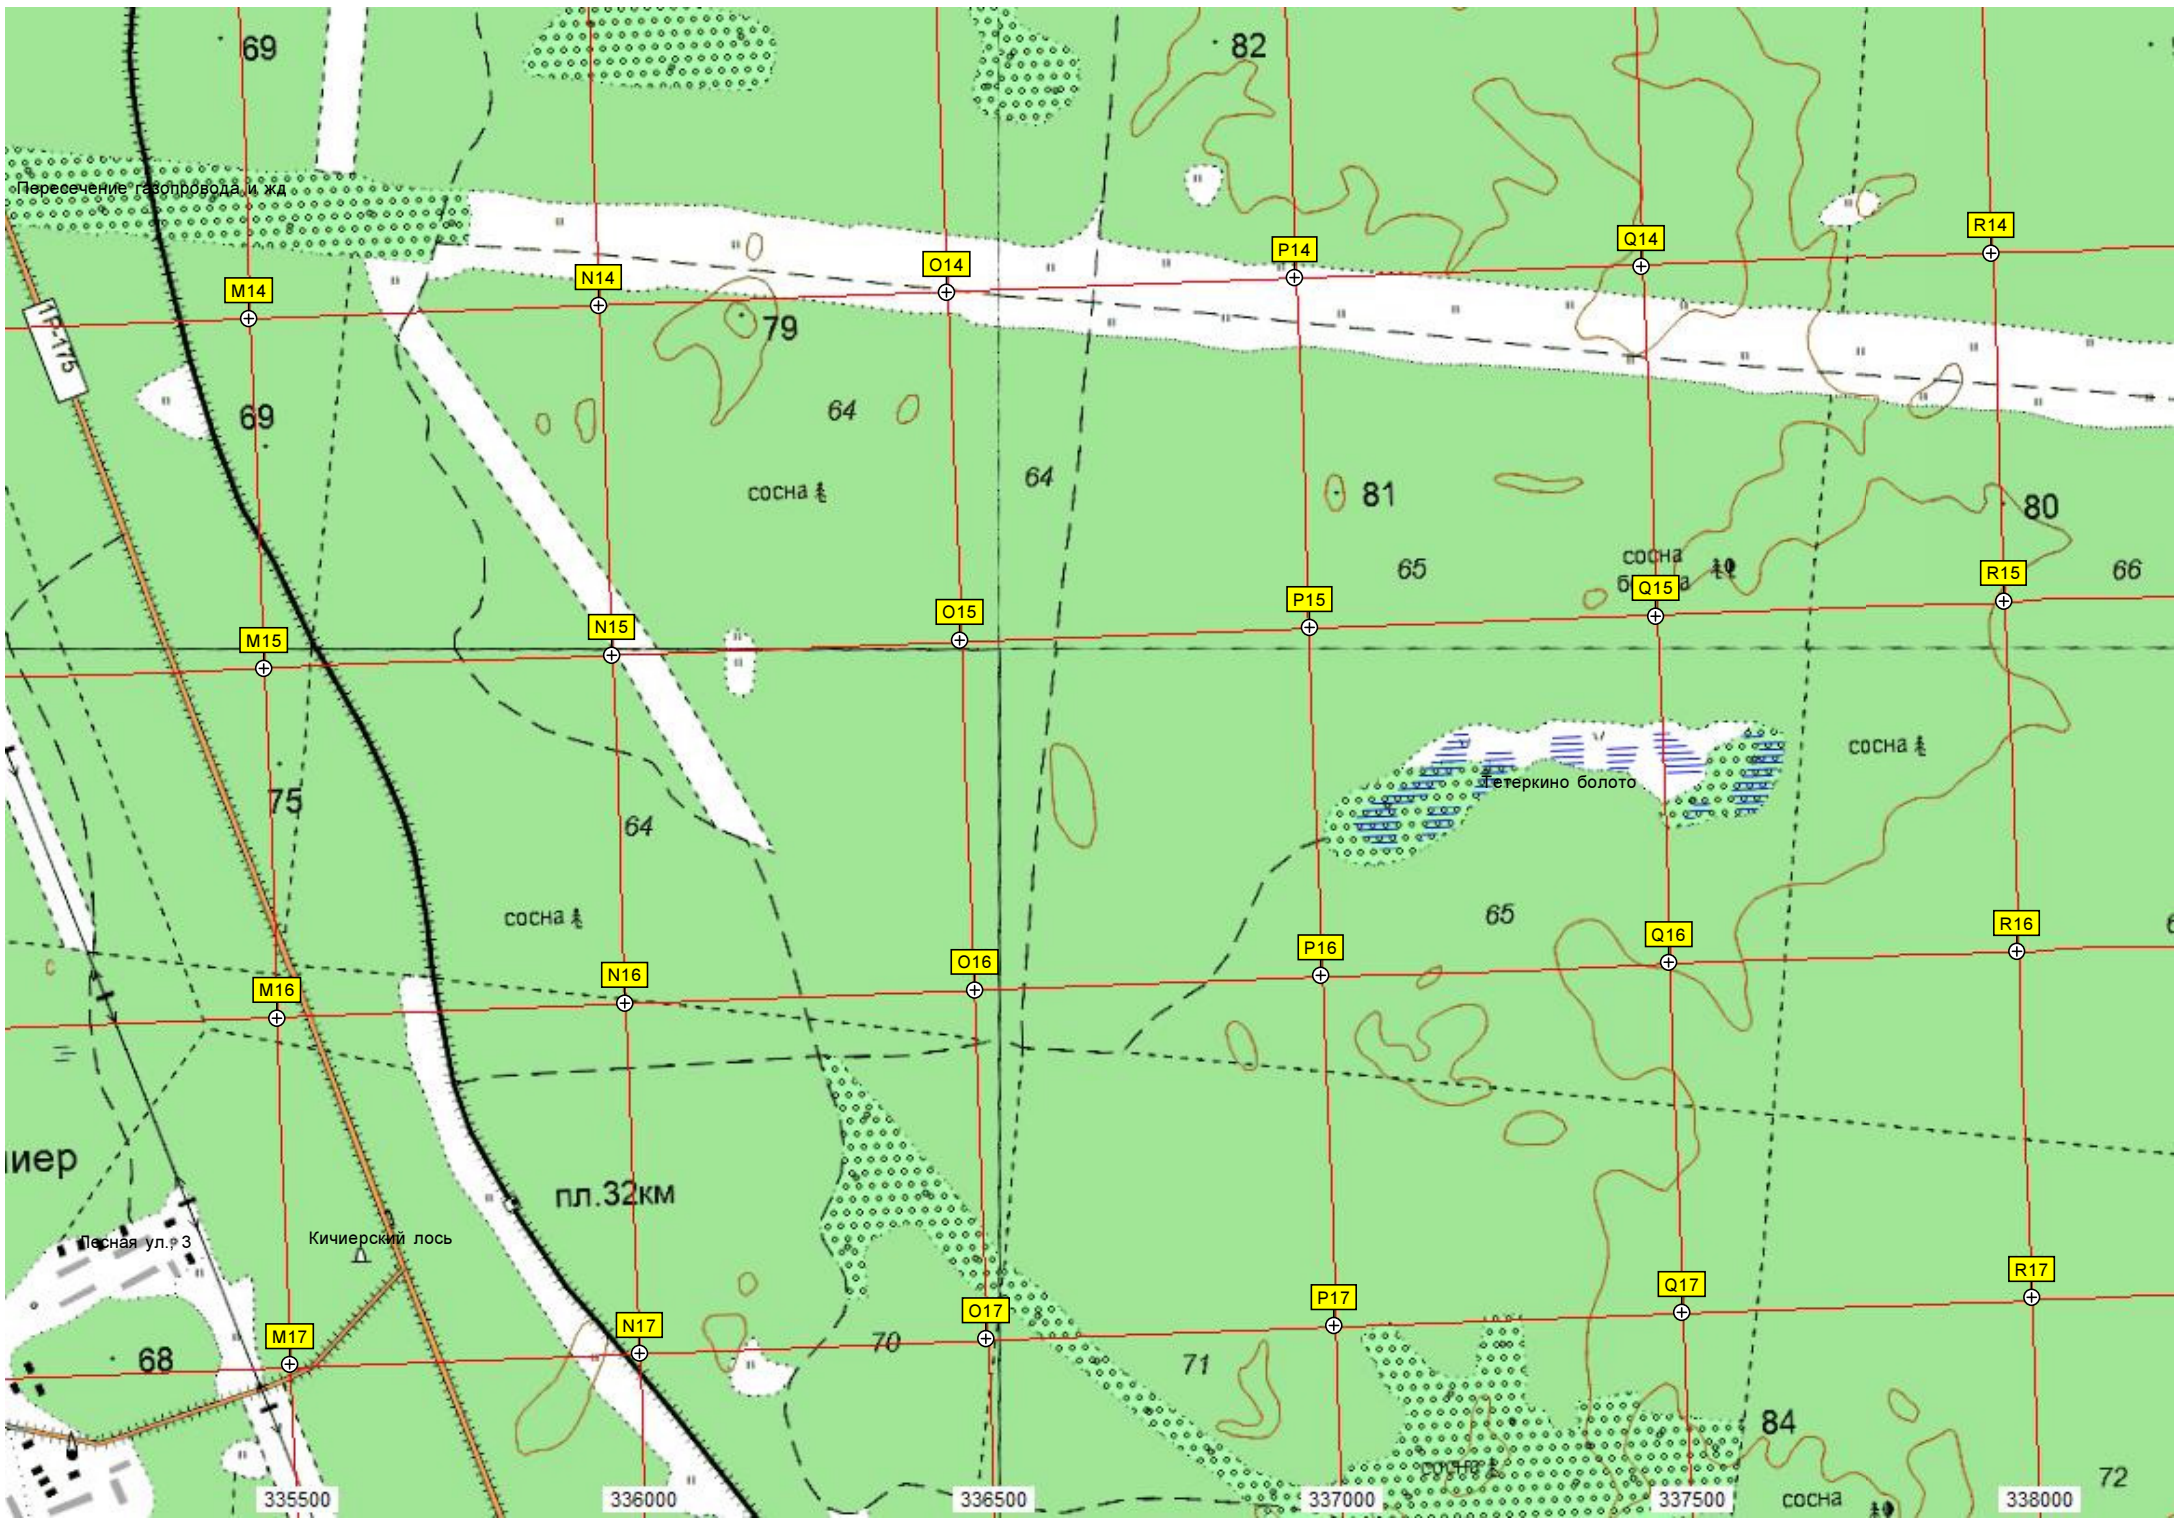 69
82
Пересечение газопровода и жд
R14
Q14
P14
O14
N14
M14
79
1Р-175
69
64
64
81
80
сосна
65
сосна
66
R15
Q15
P15
O15
N15
M15
сосна
Тетеркино болото
75
64
65
сосна
R16
Q16
P16
O16
N16
M16
иер
пл.32км
Лесная ул., 3
Кичиерский лось
R17
Q17
P17
O17
N17
M17
68
70
71
84
сосна
72
сосна
335500
336000
336500
337000
337500
338000